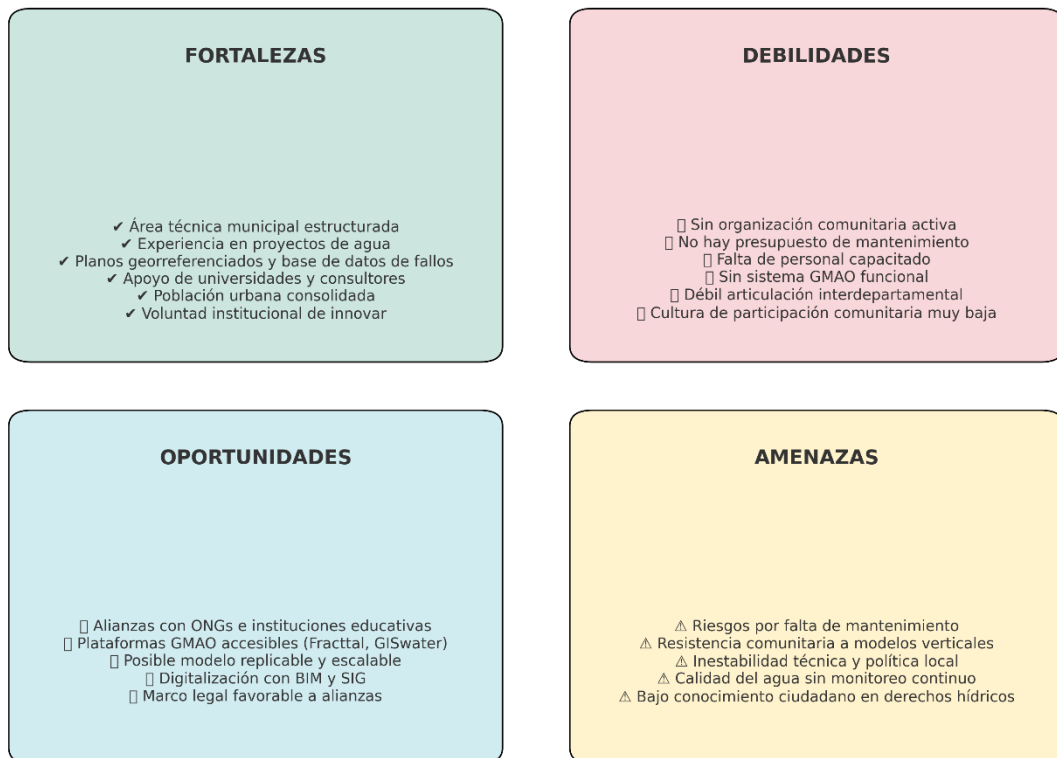 FORTALEZAS
✔ Área técnica municipal estructurada
✔ Experiencia en proyectos de agua
✔ Planos georreferenciados y base de datos de fallos
✔ Apoyo de universidades y consultores
✔ Población urbana consolidada
✔ Voluntad institucional de innovar
DEBILIDADES
▯ Sin organización comunitaria activa
▯ No hay presupuesto de mantenimiento
▯ Falta de personal capacitado
▯ Sin sistema GMAO funcional
▯ Débil articulación interdepartamental
▯ Cultura de participación comunitaria muy baja
OPORTUNIDADES
▯ Alianzas con ONGs e instituciones educativas
▯ Plataformas GMAO accesibles (Fracttal, GISwater)
▯ Posible modelo replicable y escalable
▯ Digitalización con BIM y SIG
▯ Marco legal favorable a alianzas
AMENAZAS
⚠ Riesgos por falta de mantenimiento
⚠ Resistencia comunitaria a modelos verticales
⚠ Inestabilidad técnica y política local
⚠ Calidad del agua sin monitoreo continuo
⚠ Bajo conocimiento ciudadano en derechos hídricos